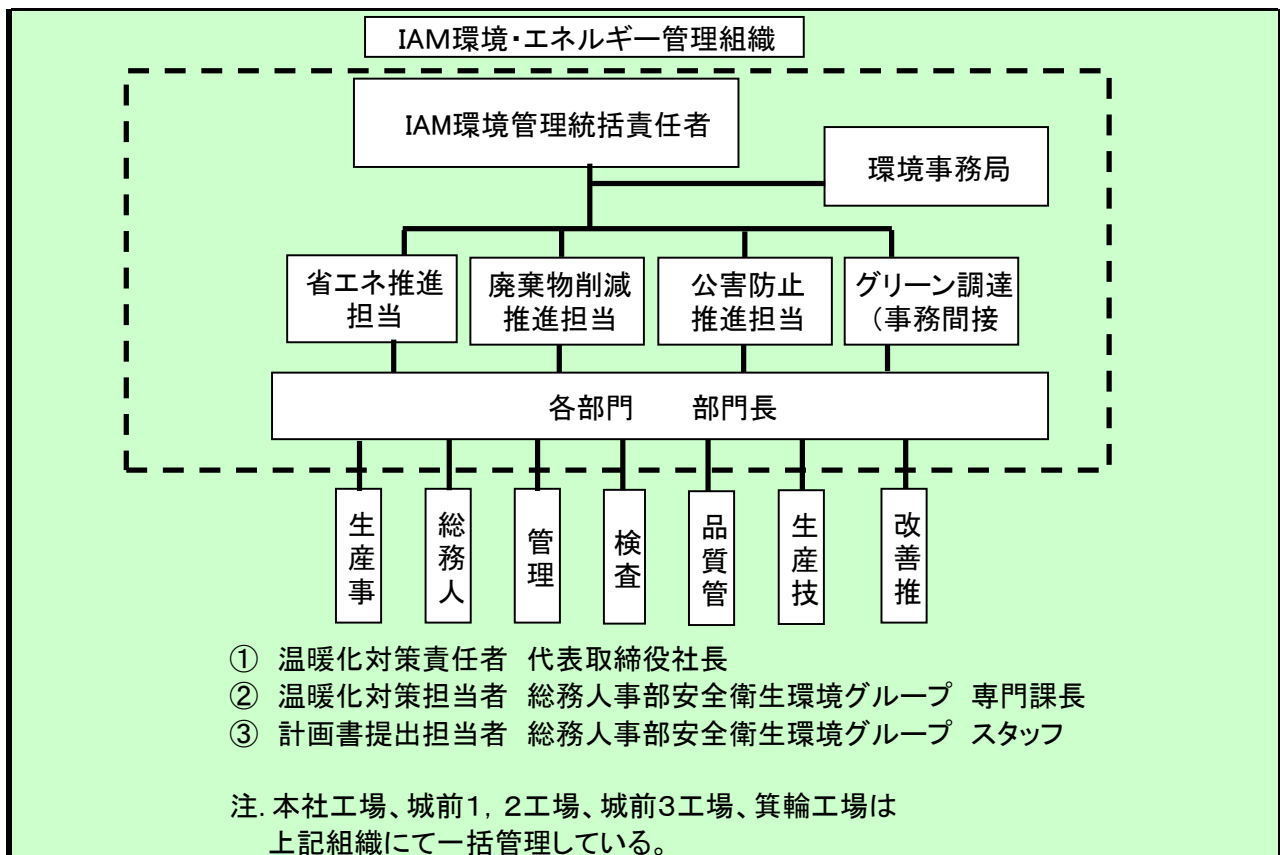 IAM環境・エネルギー管理組織
IAM環境管理統括責任者
環境事務局
省エネ推進
担当
廃棄物削減
推進担当
公害防止
推進担当
グリーン調達
（事務間接
各部門　　部門長
生産事
総務人
管理
検査
品質管
生産技
改善推
①　温暖化対策責任者　代表取締役社長
②　温暖化対策担当者　総務人事部安全衛生環境グループ　専門課長
③　計画書提出担当者　総務人事部安全衛生環境グループ　スタッフ
注. 本社工場、城前1, 2工場、城前3工場、箕輪工場は
上記組織にて一括管理している。